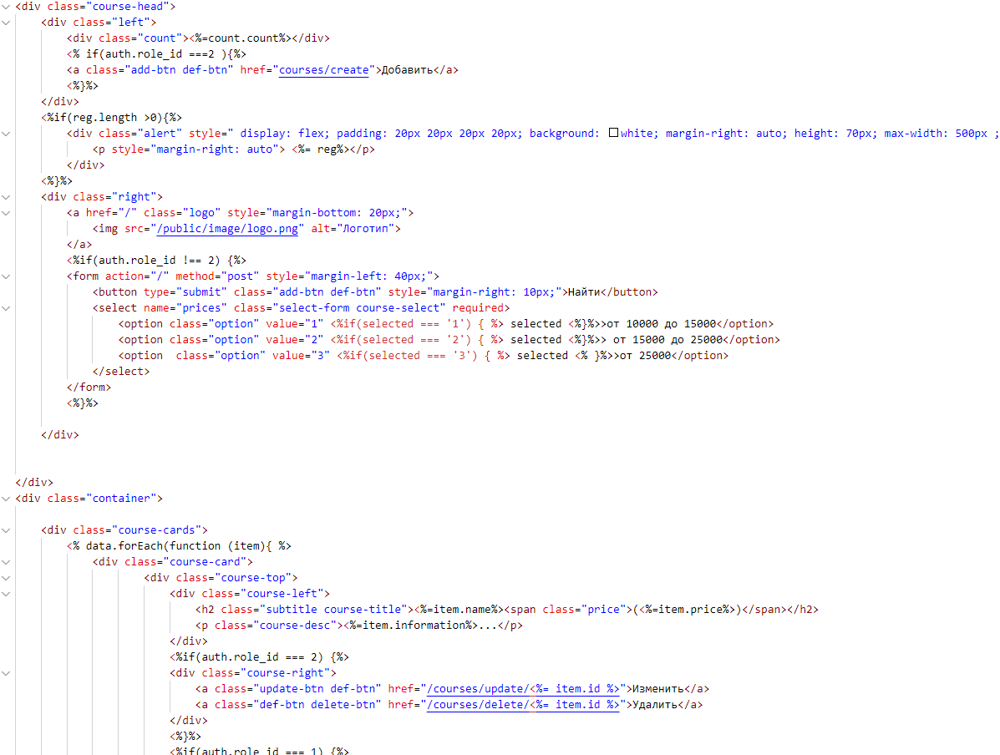 <div class="course-head">
<div class="left">
<div class="count"><%=count.count%></div>
<% if(auth.role_id ===2 ){%>
<a class="add-btn def-btn" href="courses/create">Добавить</a>
<%}%>
</div>
<%if(reg.length >0){%>
<div class="alert" style=" display: flex; padding: 20px 20px 20px 20px; background: white; margin-right: auto; height: 70px; max-width: 500px ;
<p style="margin-right: auto"> <%= reg%></p>
</div>
<%}%>
<div class="right">
<a href="/" class="logo" style="margin-bottom: 20px;">
<img src="/public/image/logo.png" alt="Логотип">
</a>
<%if(auth.role_id !== 2) {%>
<form action="/" method="post" style="margin-left: 40px;">
<button type="submit" class="add-btn def-btn" style="margin-right: 10px;">Найти</button>
<select name="prices" class="select-form course-select" required>
<option class="option" value="1" <%if(selected === '1') { %> selected <%}%>>от 10000 до 15000</option>
<option class="option" value="2" <%if(selected === '2') { %> selected <%}%>> от 15000 до 25000</option>
<option  class="option" value="3" <%if(selected === '3') { %> selected <% }%>>от 25000</option>
</select>
</form>
<%}%>
</div>
</div>
<div class="container">
<div class="course-cards">
<% data.forEach(function (item){ %>
<div class="course-card">
<div class="course-top">
<div class="course-left">
<h2 class="subtitle course-title"><%=item.name%><span class="price">(<%=item.price%>)</span></h2>
<p class="course-desc"><%=item.information%>...</p>
</div>
<%if(auth.role_id === 2) {%>
<div class="course-right">
<a class="update-btn def-btn" href="/courses/update/<%= item.id %>">Изменить</a>
<a class="def-btn delete-btn" href="/courses/delete/<%= item.id %>">Удалить</a>
</div>
<%}%>
<%if(auth.role_id === 1) {%>